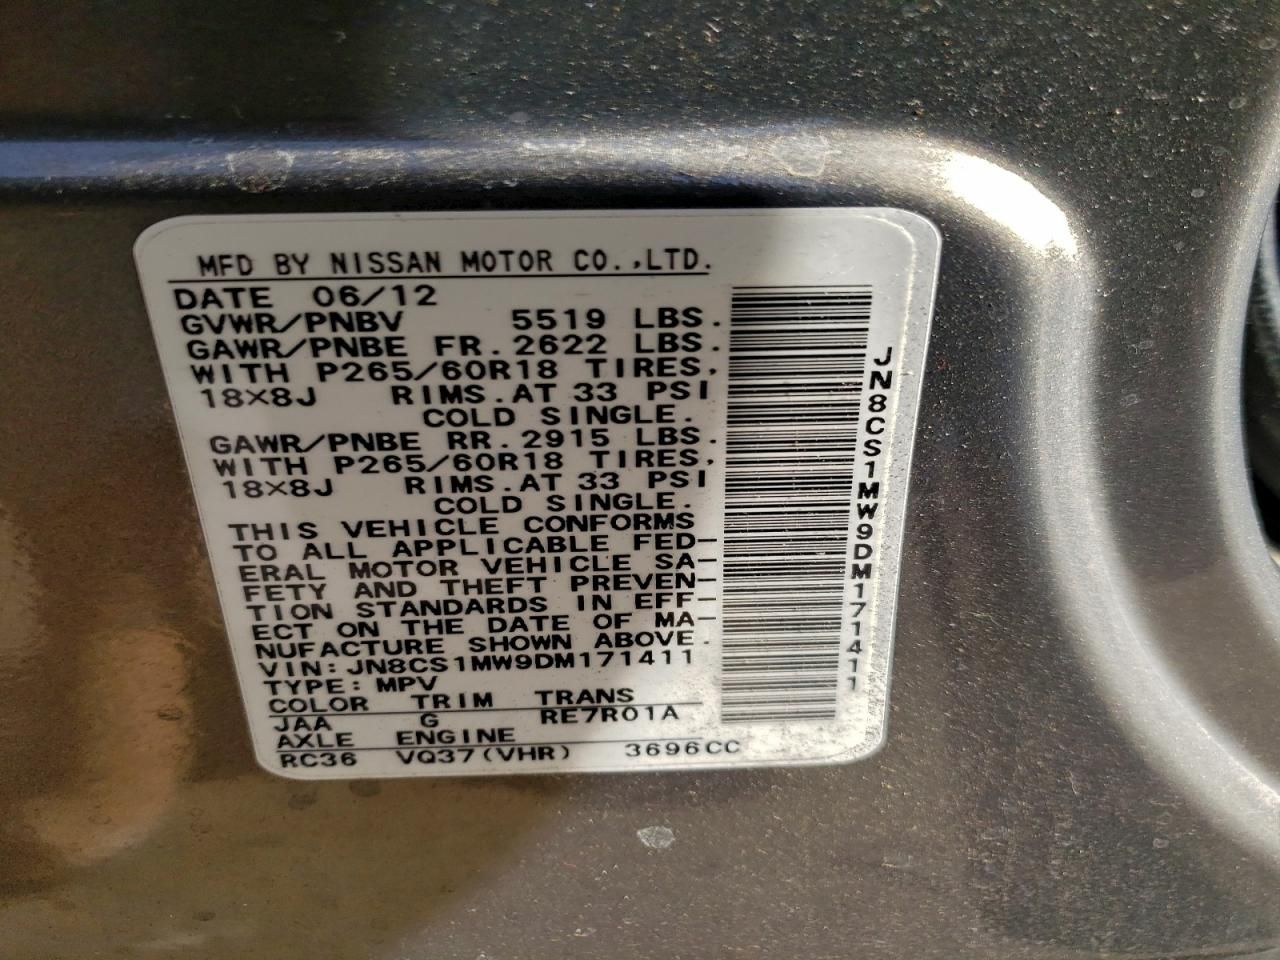 MFD BY NISSAN MOTOR CO.,LTD.
DATE 06/12
GVWR/PNBV 5519 LBS.
GAWR/PNBE FR. 2622 LBS.
WITH P265/60R18 TIRES,
18×8J RIMS. AT 33 PSI
COLD SINGLE.
GAWR/PNBE RR. 2915 LBS.
WITH P265/60R18 TIRES,
18×8J RIMS. AT 33 PSI
COLD SINGLE.
THIS VEHICLE CONFORMS
TO ALL APPLICABLE FED-
ERAL MOTOR VEHICLE SA-
FETY AND THEFT PREVEN-
TION STANDARDS IN EFF-
ECT ON THE DATE OF MA-
NUFACTURE SHOWN ABOVE.
VIN: JN8CS1MW9DM171411
TYPE: MPV
COLOR TRIM TRANS
JAA G RE7R01A
AXLE ENGINE
RC36 VQ37(VHR) 3696CC
JN8CS1MW9DM171411